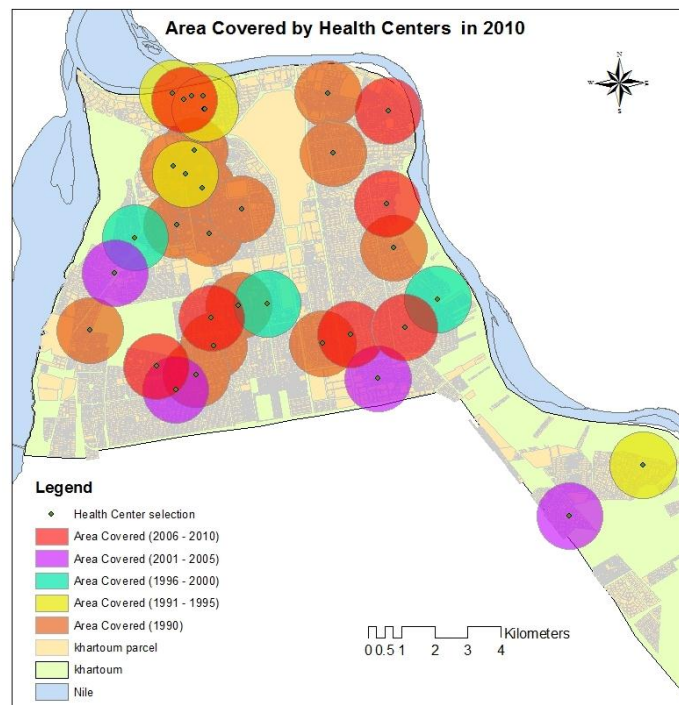 Area Covered by Health Centers in 2010
N
W E
S
Legend
Health Center selection
Area Covered (2006 - 2010)
Area Covered (2001 - 2005)
Area Covered (1996 - 2000)
Area Covered (1991 - 1995)
Area Covered (1990)
khartoum parcel
khartoum
Nile
Kilometers
0 0.5 1 2 3 4